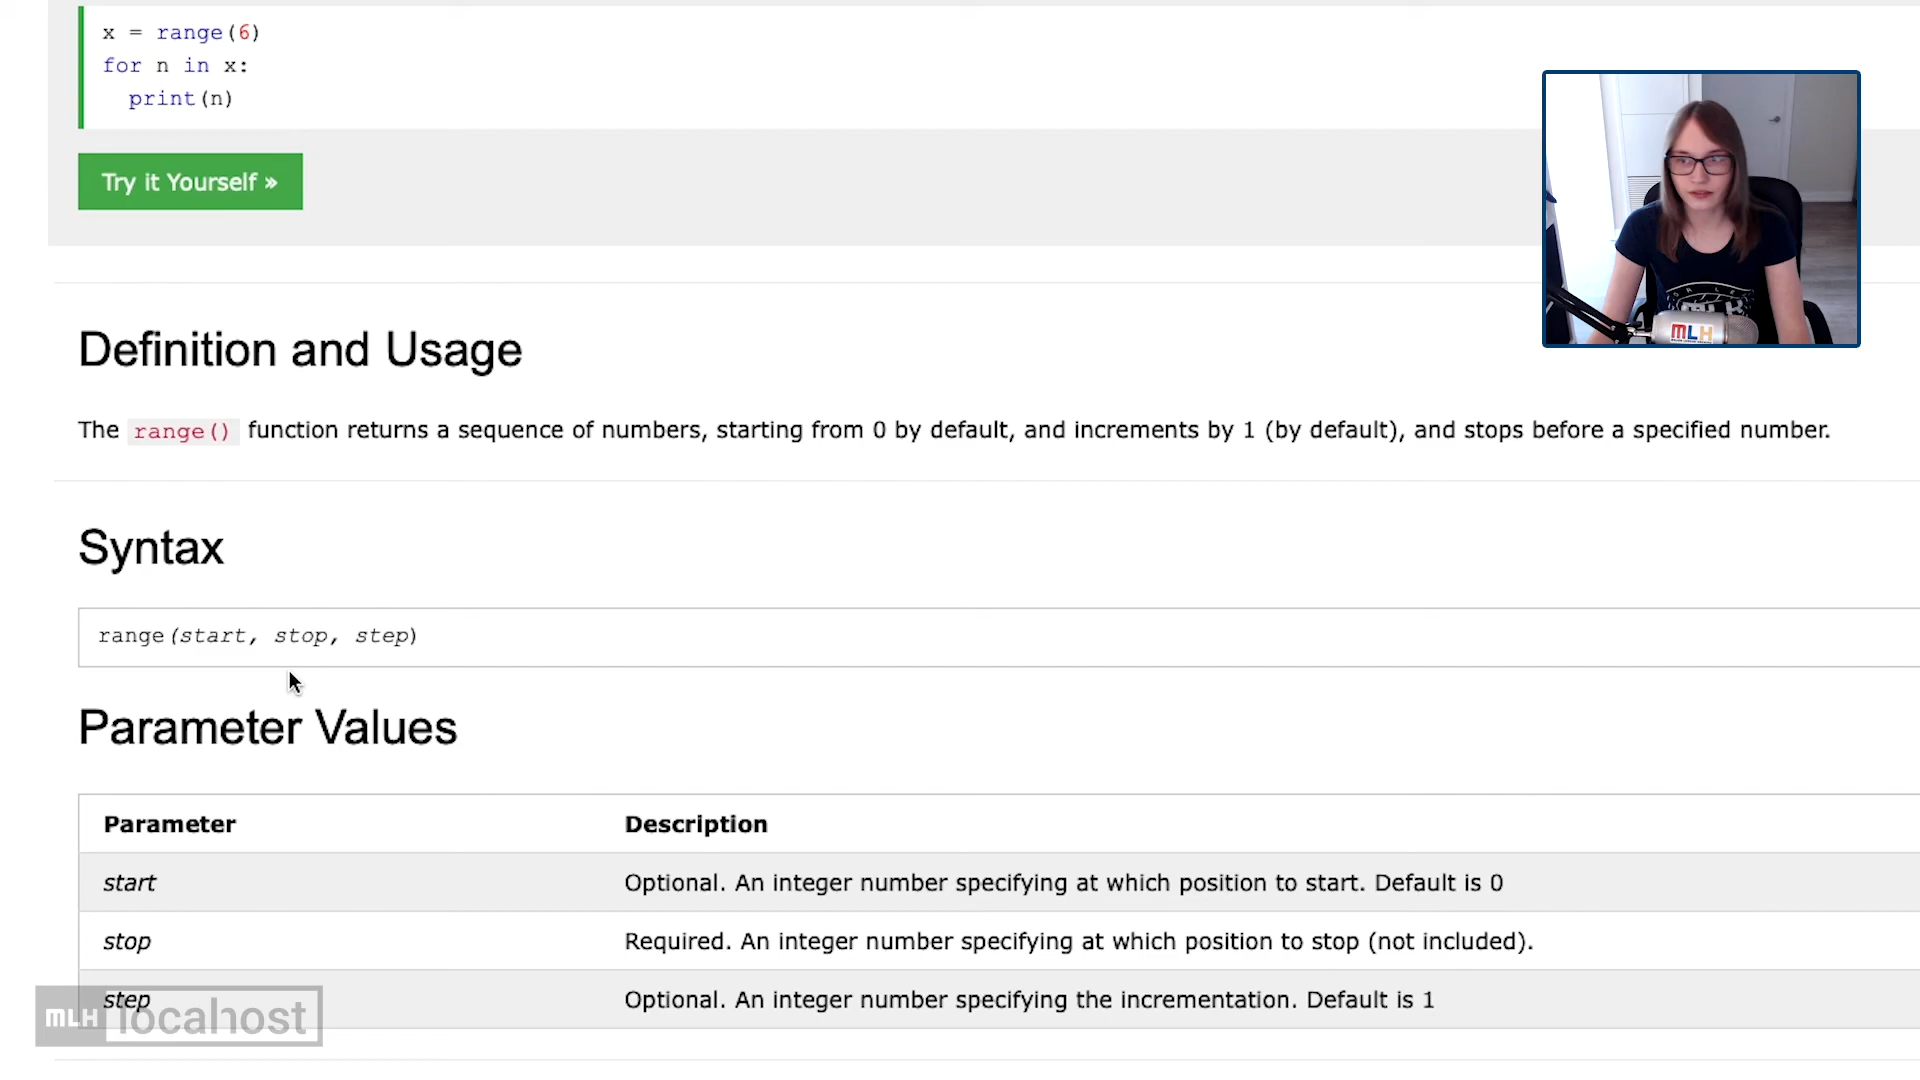 x = range(6)
for n in x:
  print(n)
Try it Yourself »
Definition and Usage
The range() function returns a sequence of numbers, starting from 0 by default, and increments by 1 (by default), and stops before a specified number.
Syntax
range(start, stop, step)
Parameter Values
Parameter Description
start Optional. An integer number specifying at which position to start. Default is 0
stop Required. An integer number specifying at which position to stop (not included).
step Optional. An integer number specifying the incrementation. Default is 1
MLH locahost
MLH